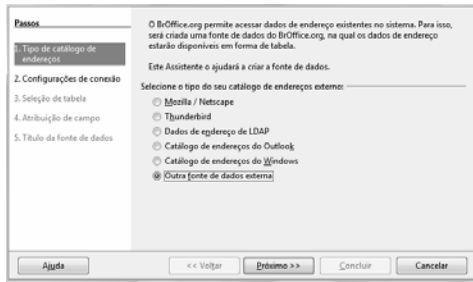 Passos
1. Tipo de catálogo de
endereços
2. Configurações de conexão
3. Seleção de tabela
4. Atribuição de campo
5. Título da fonte de dados
O BrOffice.org permite acessar dados de endereço existentes no sistema. Para isso,
será criada uma fonte de dados do BrOffice.org, na qual os dados de endereço
estarão disponíveis em forma de tabela.
Este Assistente o ajudará a criar a fonte de dados.
Selecione o tipo do seu catálogo de endereços externo:
Mozilla / Netscape
Thunderbird
Dados de endereço de LDAP
Catálogo de endereços do Outlook
Catálogo de endereços do Windows
Outra fonte de dados externa
Ajuda
<< Voltar
Próximo >>
Concluir
Cancelar